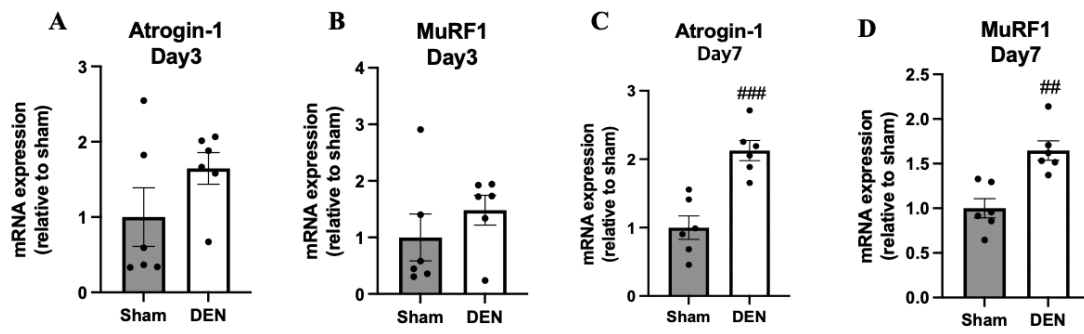 A
Atrogin-1
Day3
mRNA expression
(relative to sham)
3
2
1
0
Sham DEN
B
MuRF1
Day3
mRNA expression
(relative to sham)
4
3
2
1
0
Sham DEN
C
Atrogin-1
Day7
mRNA expression
(relative to sham)
3
2
1
0
###
Sham DEN
D
MuRF1
Day7
mRNA expression
(relative to sham)
2.5
2.0
1.5
1.0
0.5
0.0
##
Sham DEN